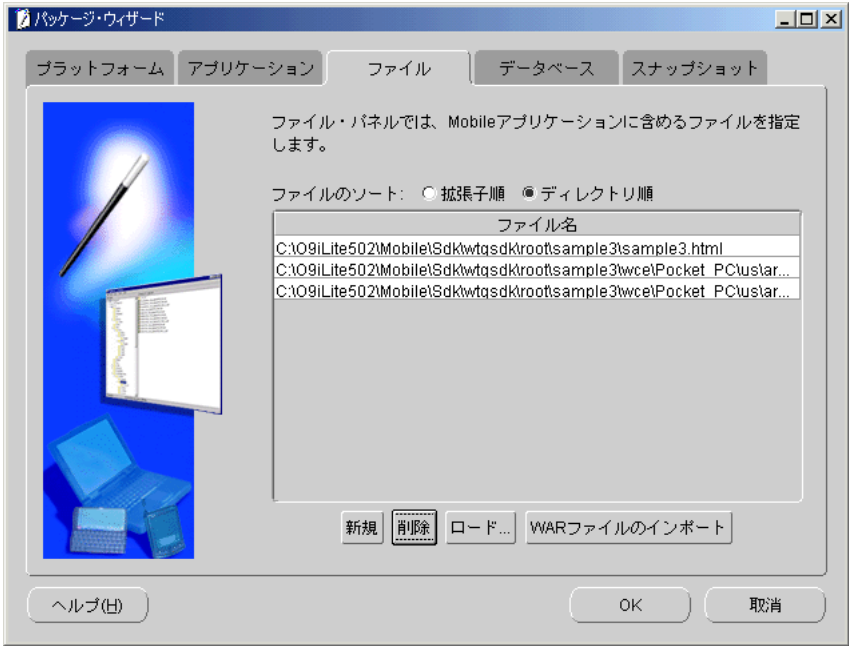 パッケージ・ウィザード
プラットフォーム アプリケーション ファイル データベース スナップショット
ファイル・パネルでは、Mobileアプリケーションに含めるファイルを指定
します。
ファイルのソート: 拡張子順 ディレクトリ順
ファイル名
C:\O9iLite502\Mobile\Sdk\wtgsdk\root\sample3\sample3.html
C:\O9iLite502\Mobile\Sdk\wtgsdk\root\sample3\wce\Pocket_PC\us\ar...
C:\O9iLite502\Mobile\Sdk\wtgsdk\root\sample3\wce\Pocket_PC\us\ar...
新規 削除 ロード... WARファイルのインポート
ヘルプ(H) OK 取消